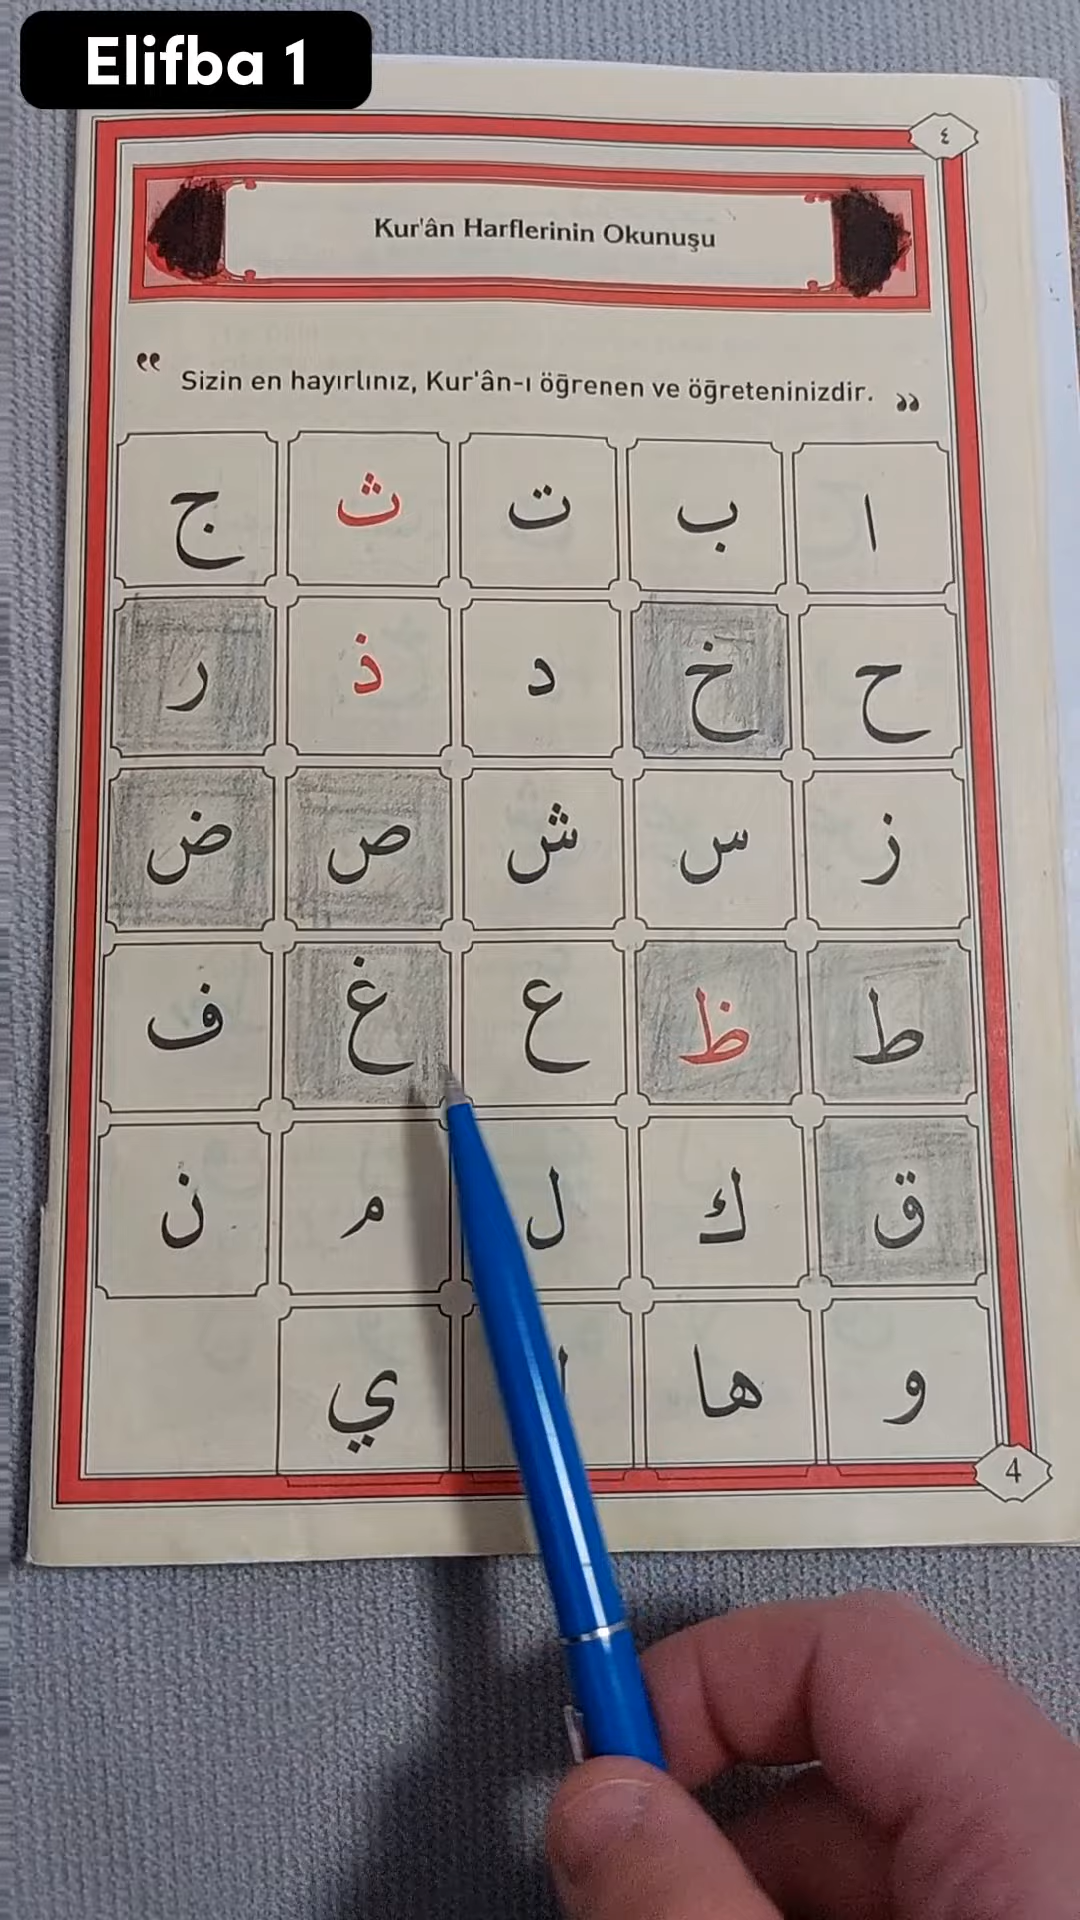 Elifba 1
٤
Kur'ân Harflerinin Okunuşu
“Sizin en hayırlınız, Kur'ân-ı öğrenen ve öğreteninizdir.”
ا ب ت ث ج
ح خ د ذ ر
ز س ش ص ض
ط ظ ع غ ف
ق ك ل م ن
و ها ي
4